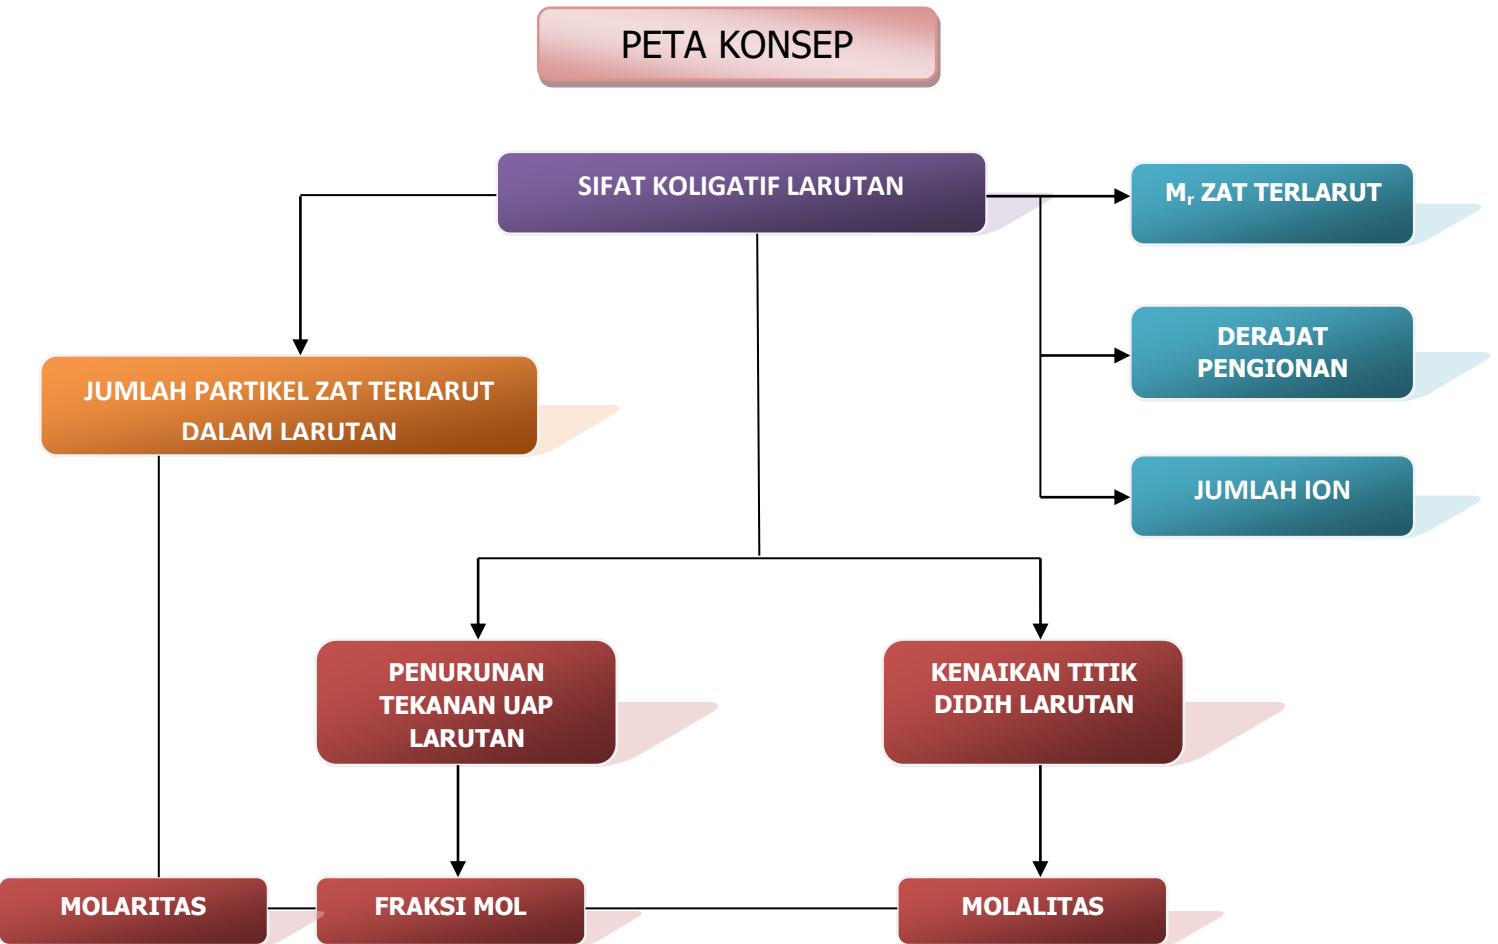 PETA KONSEP
SIFAT KOLIGATIF LARUTAN
Mr ZAT TERLARUT
DERAJAT
PENGIONAN
JUMLAH PARTIKEL ZAT TERLARUT
DALAM LARUTAN
JUMLAH ION
PENURUNAN
TEKANAN UAP
LARUTAN
KENAIKAN TITIK
DIDIH LARUTAN
MOLARITAS
FRAKSI MOL
MOLALITAS